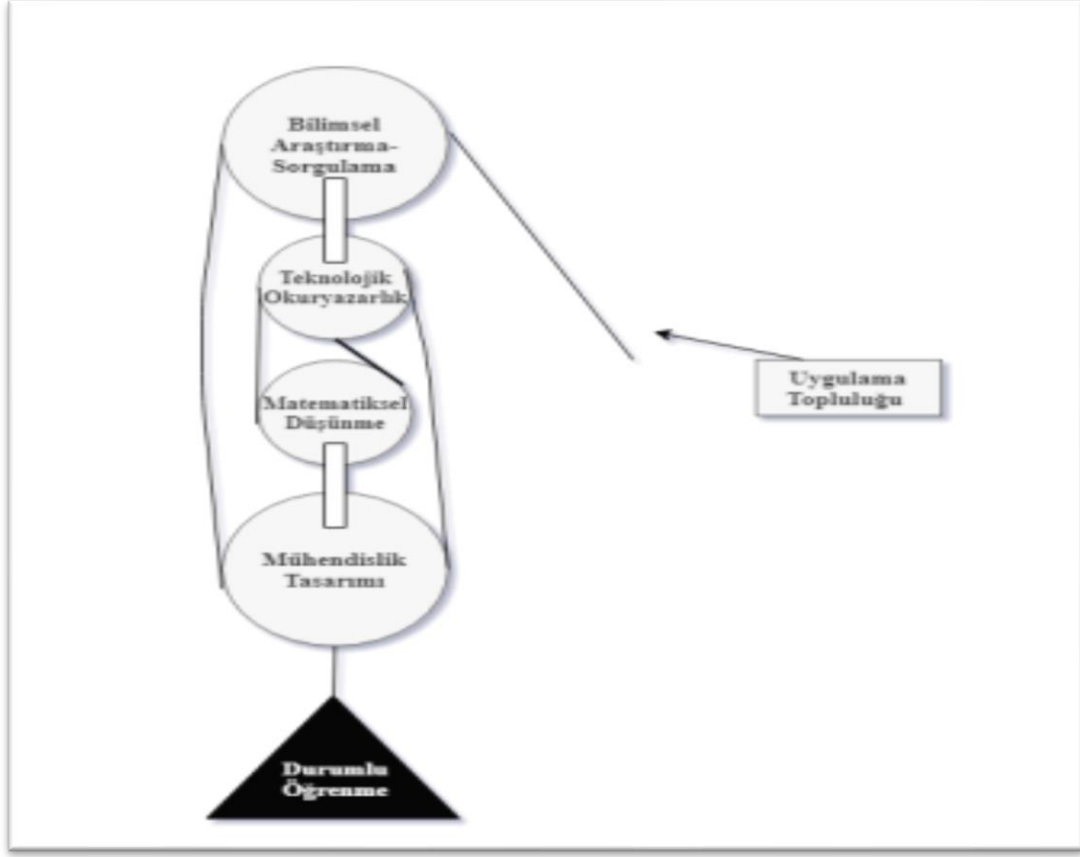 Bilimsel
Araştırma-
Sorgulama
Teknolojik
Okuryazarlık
Matematiksel
Düşünme
Mühendislik
Tasarımı
Uygulama
Topluluğu
Durumlu
Öğrenme